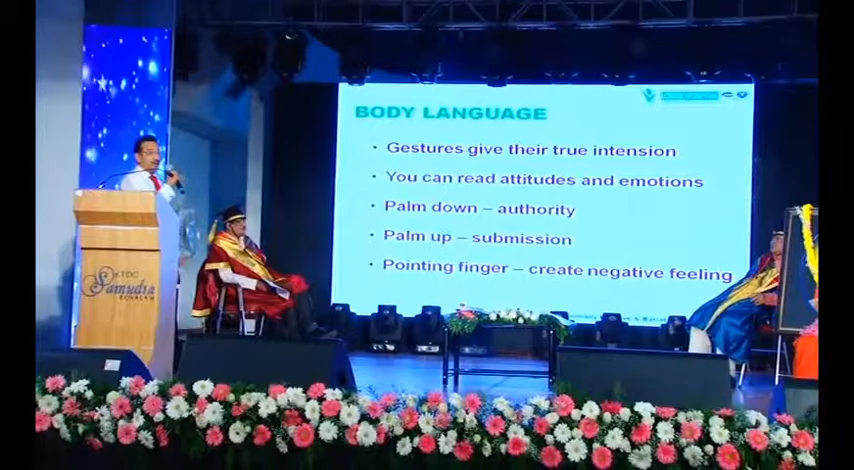 BODY LANGUAGE
• Gestures give their true intension
• You can read attitudes and emotions
• Palm down – authority
• Palm up – submission
• Pointing finger – create negative feeling
KTDC
Samudra
KOVALAM